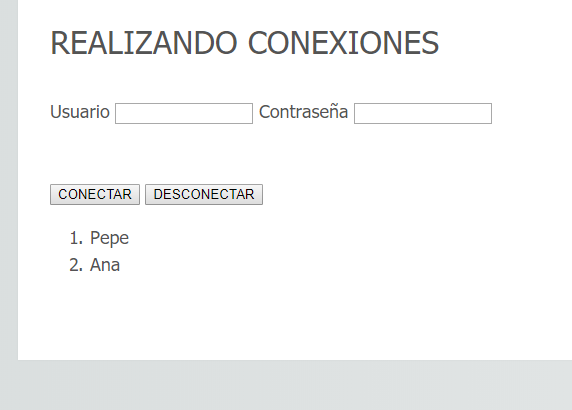 REALIZANDO CONEXIONES
Usuario Contraseña
CONECTAR DESCONECTAR
1. Pepe
2. Ana